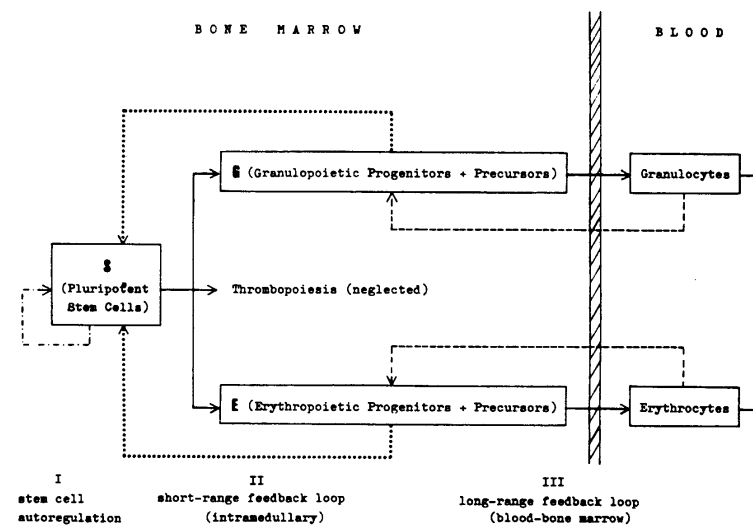 BONE MARROW
BLOOD
G (Granulopoietic Progenitors + Precursors)
Granulocytes
S
(Pluripotent
Stem Cells)
Thrombopoiesis (neglected)
E (Erythropoietic Progenitors + Precursors)
Erythrocytes
I
stem cell
autoregulation
II
short-range feedback loop
(intramedullary)
III
long-range feedback loop
(blood-bone marrow)